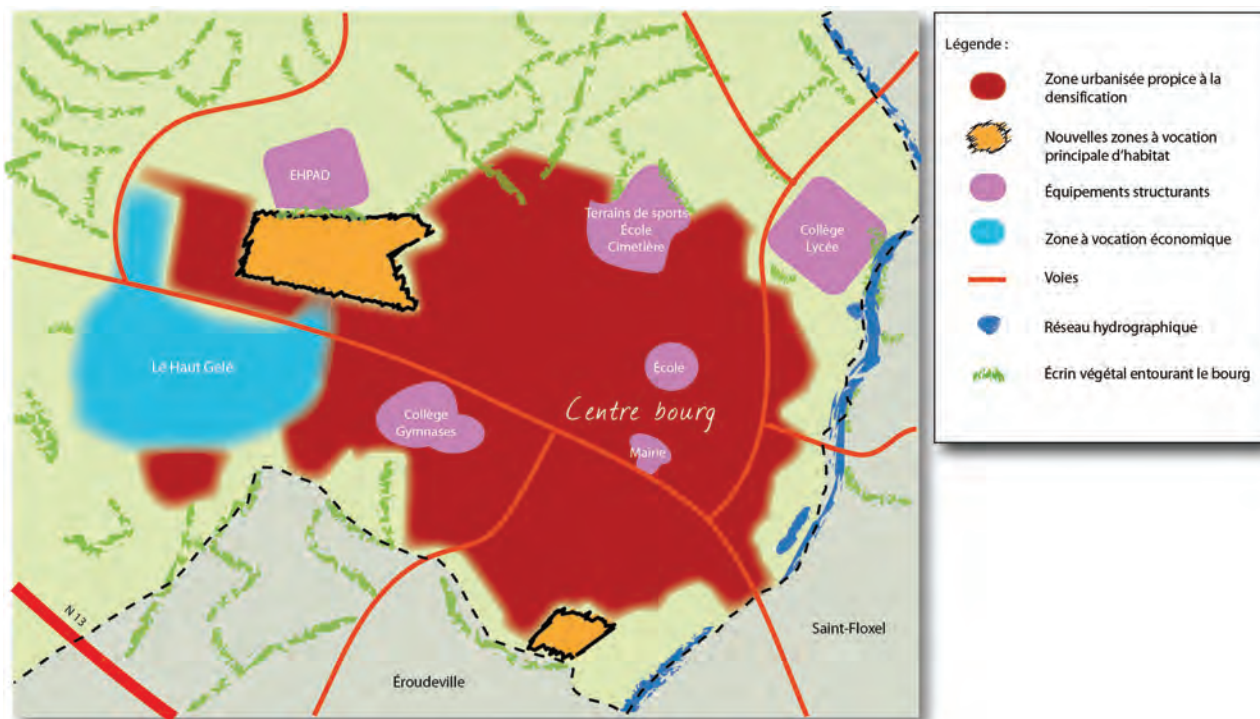 EHPAD
Terrains de sports-
École
Cimetière
Collège
Lycée
Le Haut Gelé
École
Centre bourg
Collège
Gymnases
Mairie
N 13
Éroudeville
Saint-Floxel
Légende :
Zone urbanisée propice à la
densification
Nouvelles zones à vocation
principale d'habitat
Équipements structurants
Zone à vocation économique
Voies
Réseau hydrographique
Écrin végétal entourant le bourg